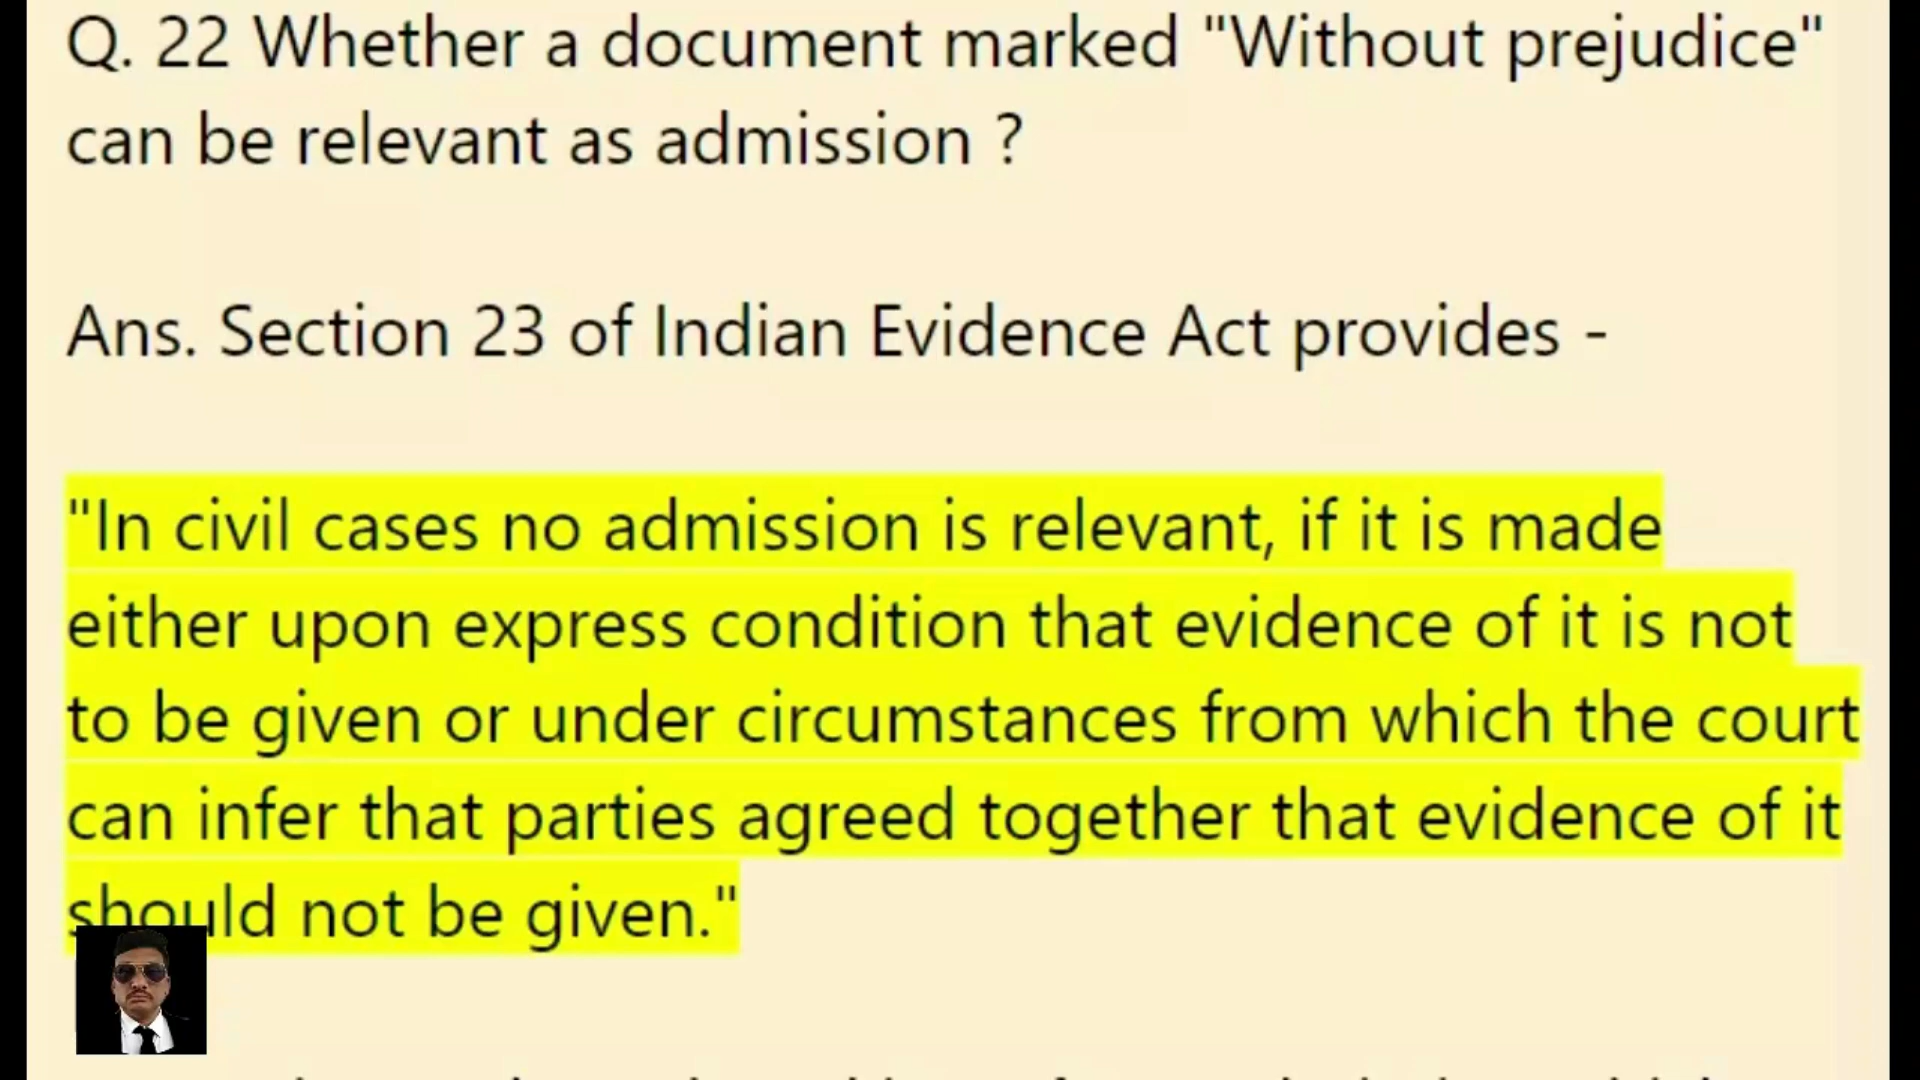 Q. 22 Whether a document marked "Without prejudice"
can be relevant as admission ?
Ans. Section 23 of Indian Evidence Act provides -
"In civil cases no admission is relevant, if it is made
either upon express condition that evidence of it is not
to be given or under circumstances from which the court
can infer that parties agreed together that evidence of it
should not be given."